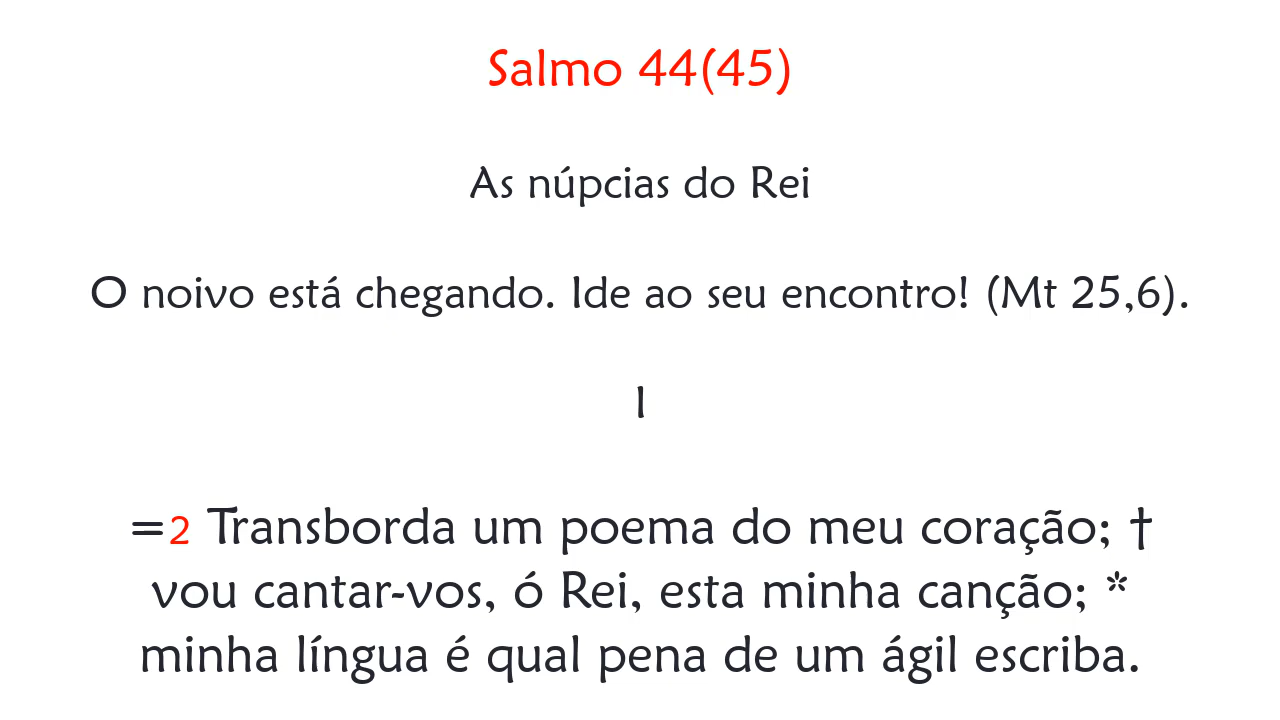 Salmo 44(45)
As núpcias do Rei
O noivo está chegando. Ide ao seu encontro! (Mt 25,6).
I
=2 Transborda um poema do meu coração; †
vou cantar-vos, ó Rei, esta minha canção; *
minha língua é qual pena de um ágil escriba.